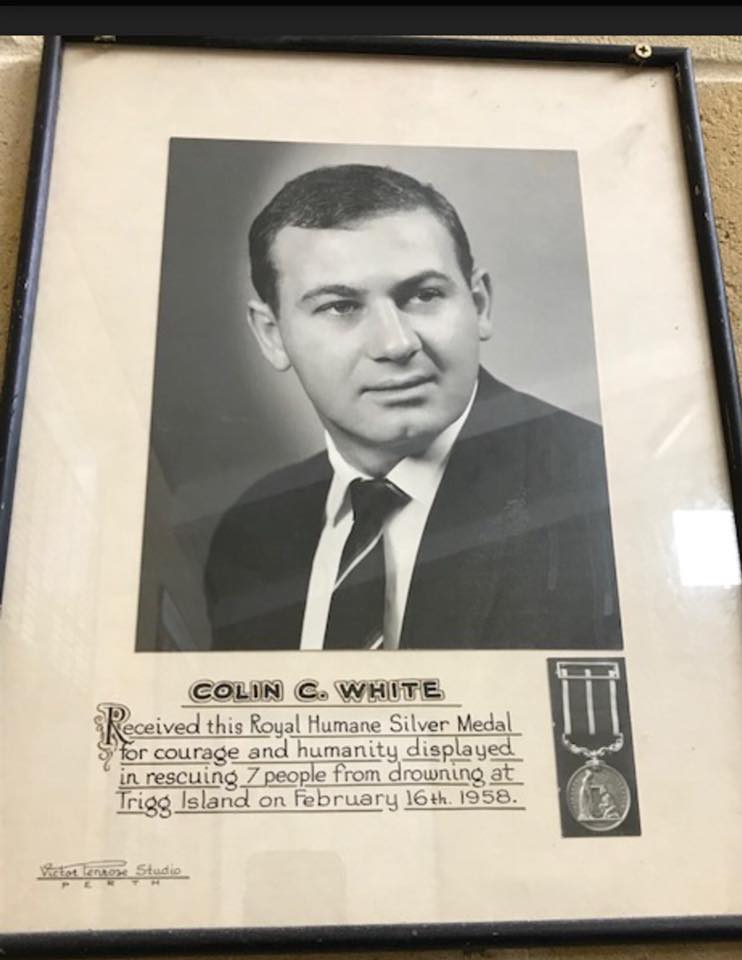 COLIN C. WHITE
Received this Royal Humane Silver Medal
for courage and humanity displayed
in rescuing 7 people from drowning at
Trigg Island on February 16th. 1958.
Victor Penrose Studio
PERTH